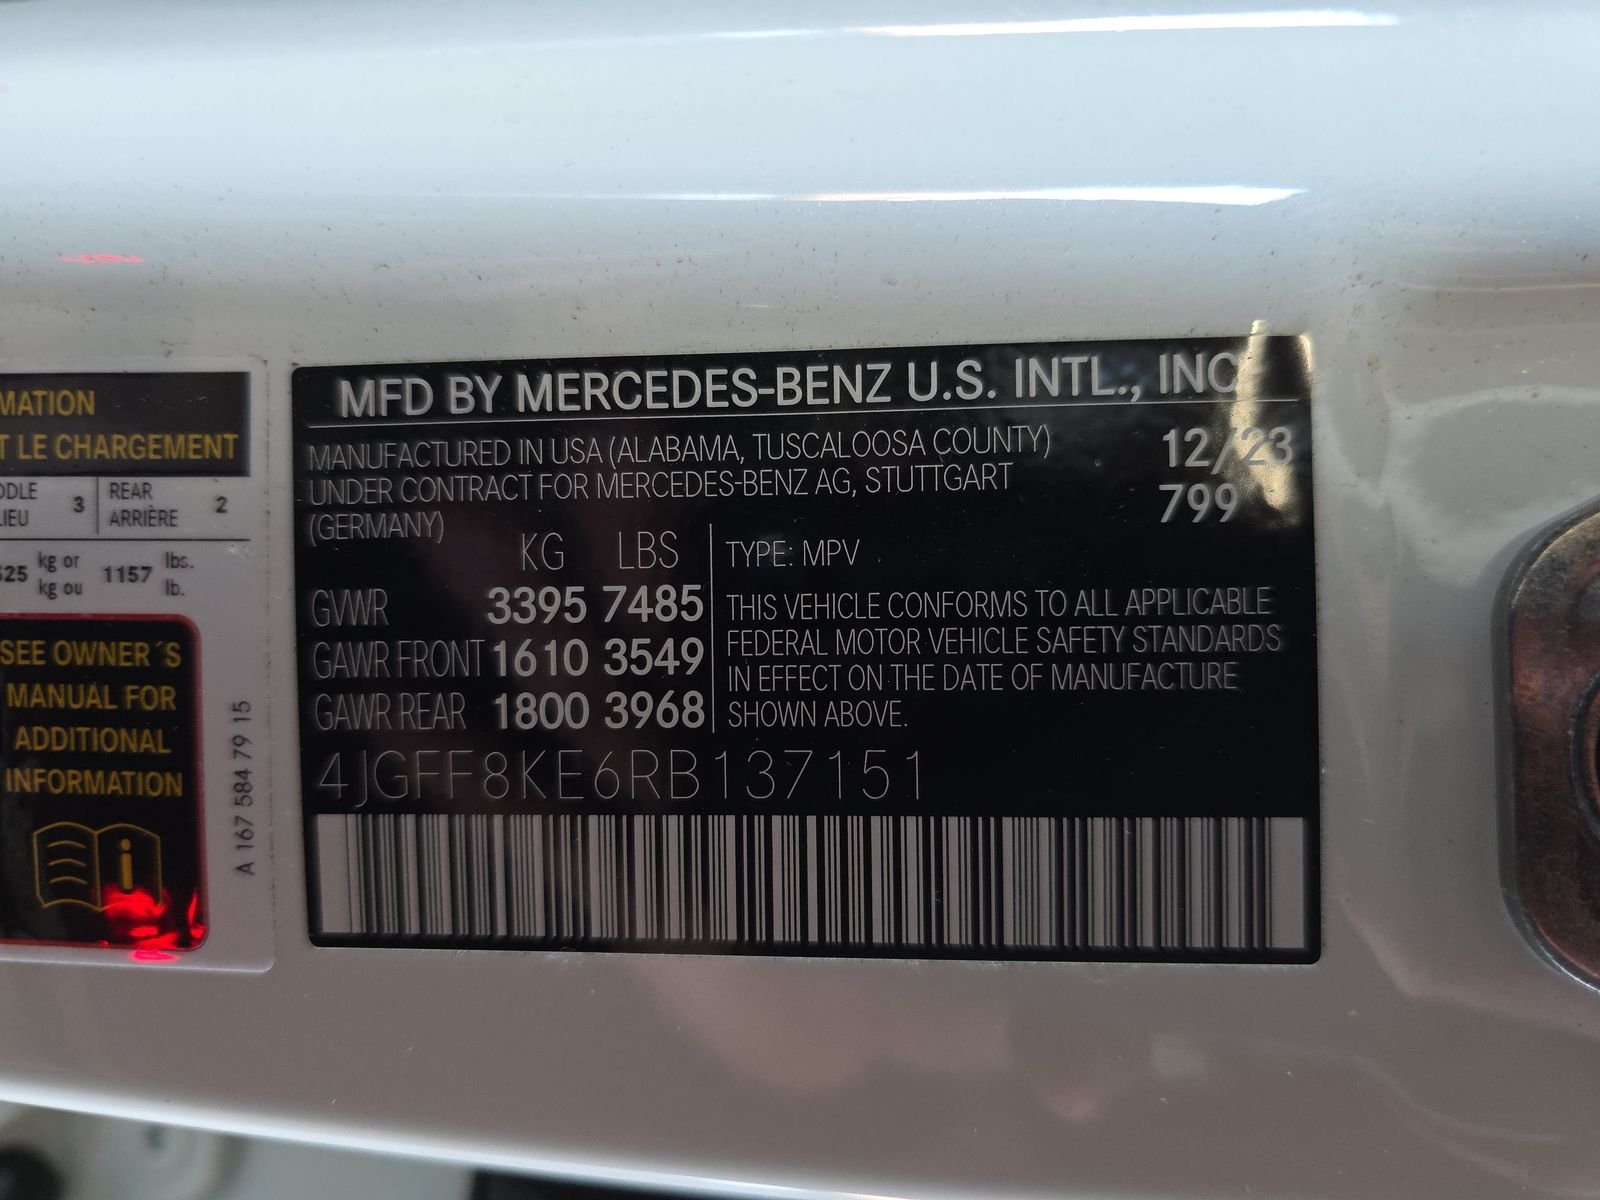 MATION
T LE CHARGEMENT
3 REAR 2
ARRIÈRE
kg or 1157 lbs.
kg ou lb.
SEE OWNER´S
MANUAL FOR
ADDITIONAL
INFORMATION
A 167 584 79 15
MFD BY MERCEDES-BENZ U.S. INTL., INC
MANUFACTURED IN USA (ALABAMA, TUSCALOOSA COUNTY) 12/23
UNDER CONTRACT FOR MERCEDES-BENZ AG, STUTTGART 799
(GERMANY)
KG LBS
GVWR 3395 7485
GAWR FRONT 1610 3549
GAWR REAR 1800 3968
TYPE: MPV
THIS VEHICLE CONFORMS TO ALL APPLICABLE
FEDERAL MOTOR VEHICLE SAFETY STANDARDS
IN EFFECT ON THE DATE OF MANUFACTURE
SHOWN ABOVE.
4JGFF8KE6RB137151